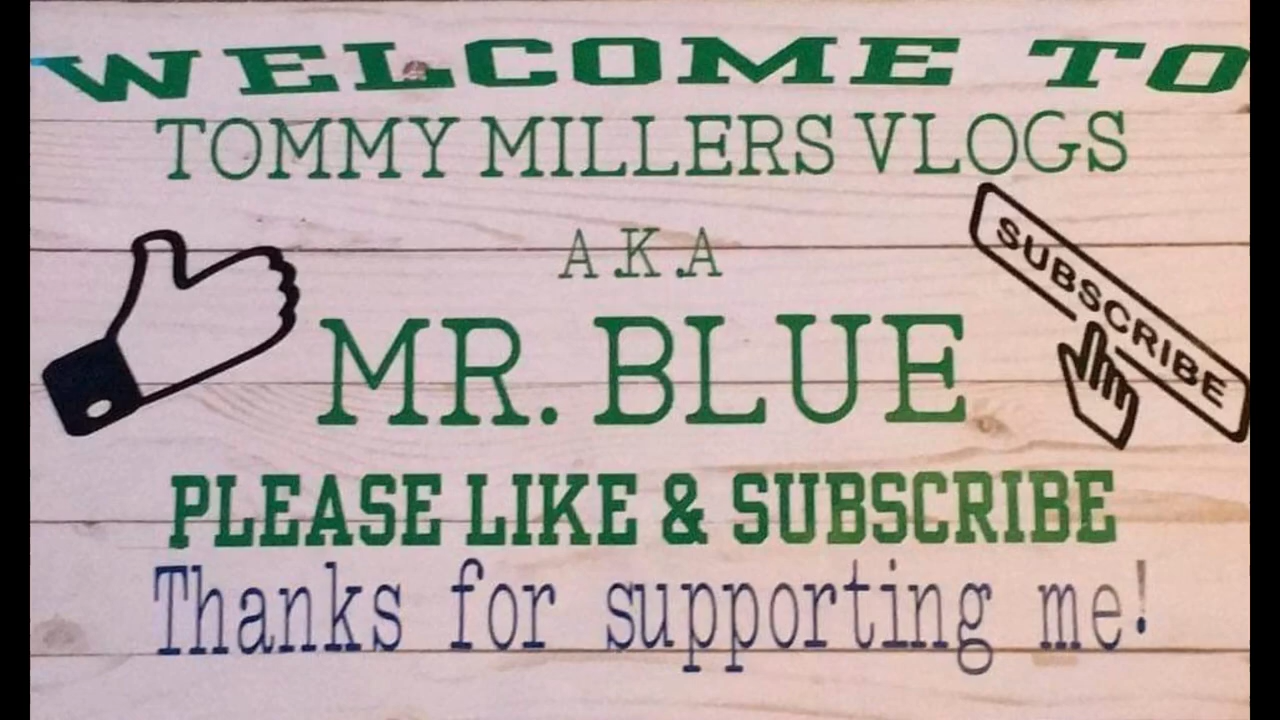 WELCOME TO
TOMMY MILLERS VLOGS
A.K.A
MR. BLUE
SUBSCRIBE
PLEASE LIKE & SUBSCRIBE
Thanks for supporting me!